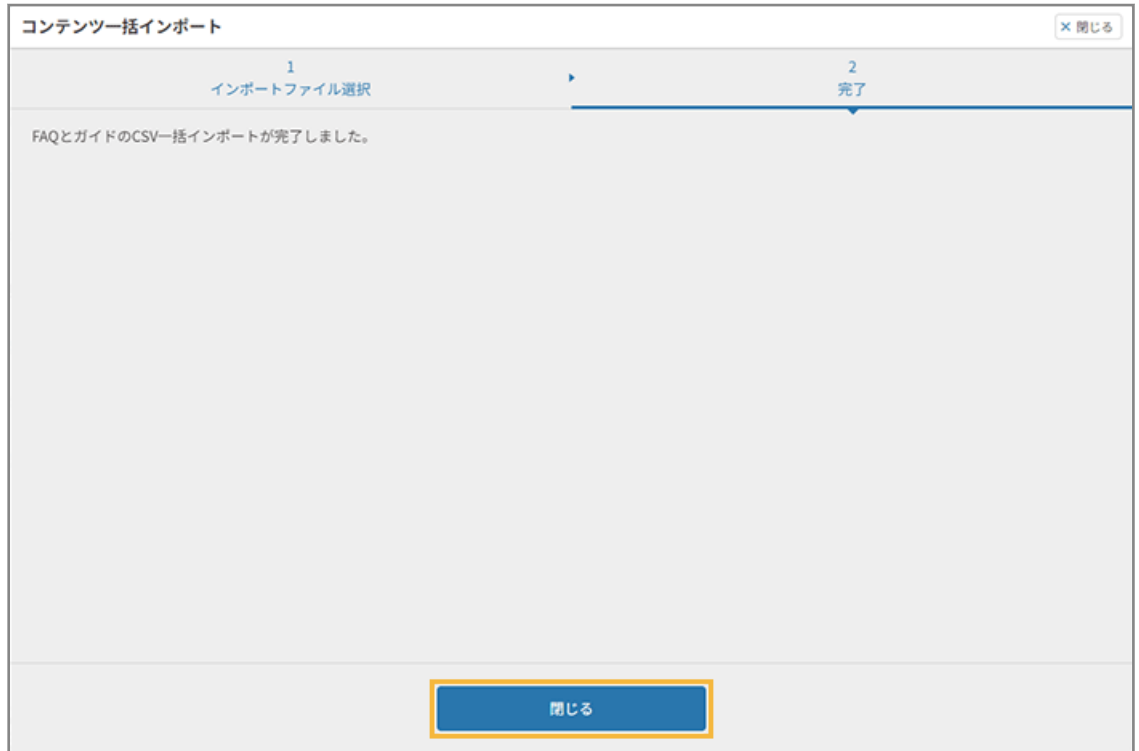 コンテンツ一括インポート
× 閉じる
1
インポートファイル選択
2
完了
FAQとガイドのCSV一括インポートが完了しました。
閉じる